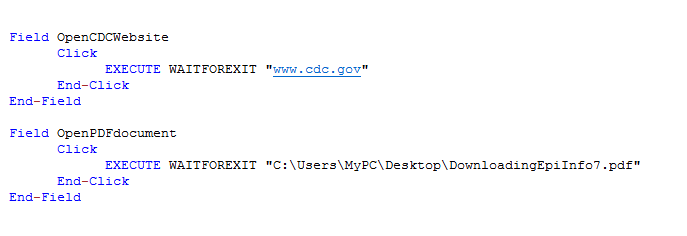 Field OpenCDCWebsite
Click
EXECUTE WAITFOREXIT "www.cdc.gov"
End-Click
End-Field
Field OpenPDFdocument
Click
EXECUTE WAITFOREXIT "C:\Users\MyPC\Desktop\DownloadingEpiInfo7.pdf"
End-Click
End-Field